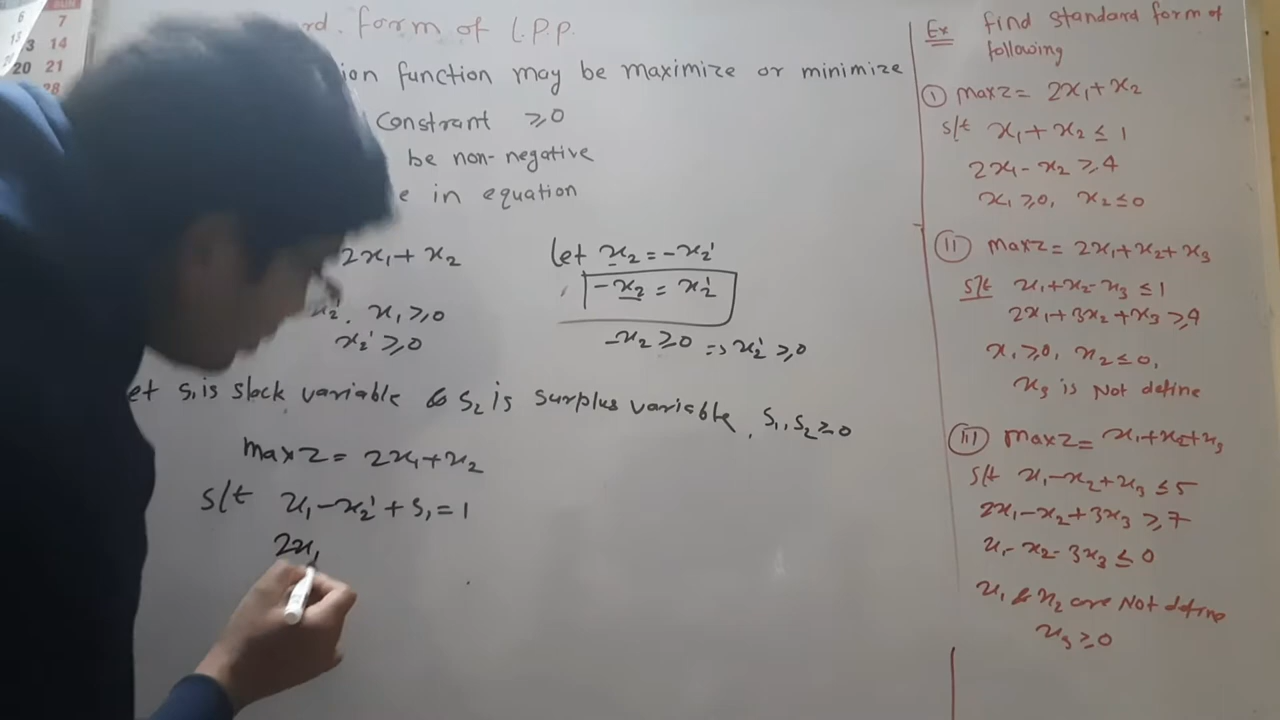 rd. form of L.P.P.
ion function may be maximize or minimize
constrant ≥0
be non-negative
e in equation
2x₁+x₂
x₂'. x₁≥0
x₂'≥0
let x₂=-x₂'
-x₂=x₂'
-x₂≥0 => x₂'≥0
et s₁ is slack variable & s₂ is surplus variable, s₁,s₂≥0
max z= 2x₁+x₂
s/t x₁-x₂'+s₁=1
2x₁
Ex find standard form of
following
① max z= 2x₁+x₂
s/t x₁+x₂≤1
2x₁-x₂≥4
x₁≥0, x₂≤0
ⓘⓘ max z= 2x₁+x₂+x₃
s/t x₁+x₂-x₃≤1
2x₁+3x₂+x₃≥4
x₁≥0, x₂≤0,
x₃ is Not define
ⓘⓘⓘ max z= x₁+x₂+x₃
s/t x₁-x₂+x₃≤5
2x₁-x₂+3x₃≥7
x₁-x₂-3x₃≤0
x₁ & x₂ are Not define
x₃≥0
SUN
6 7
13 14
20 21
28